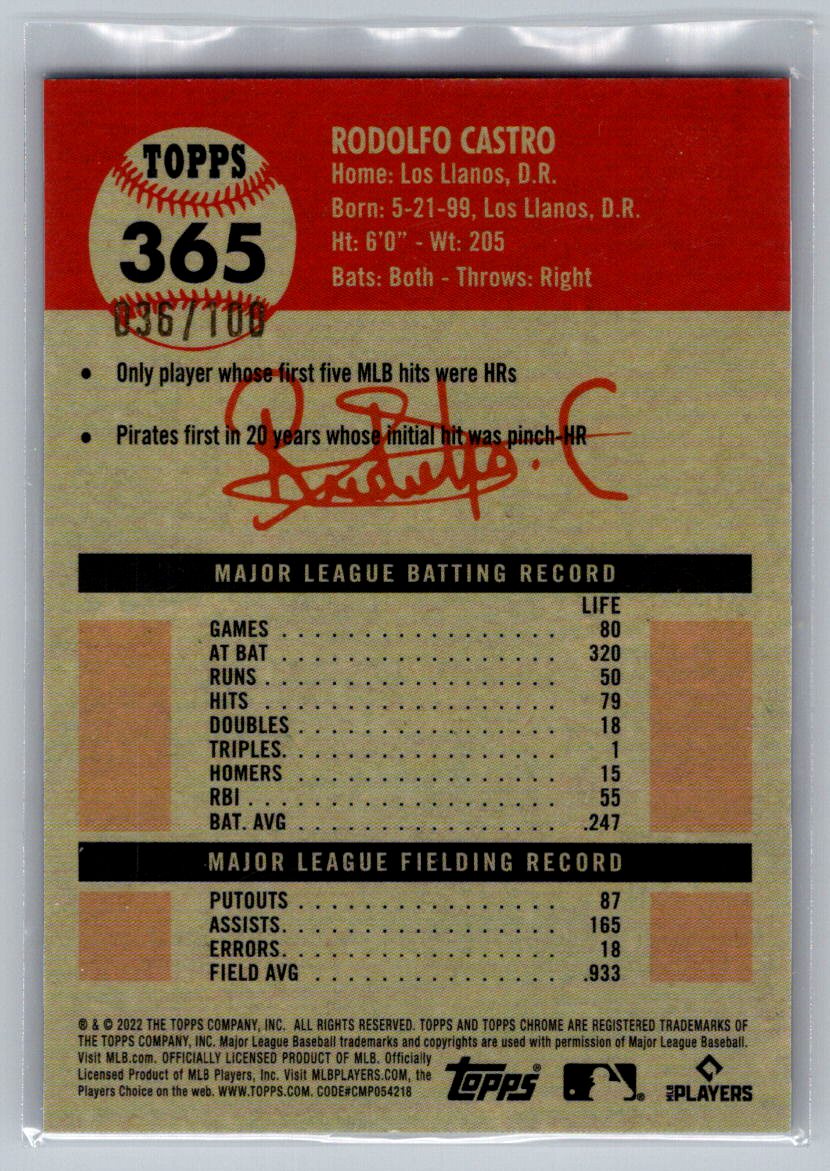 TOPPS
365
036/100
RODOLFO CASTRO
Home: Los Llanos, D.R.
Born: 5-21-99, Los Llanos, D.R.
Ht: 6'0" - Wt: 205
Bats: Both - Throws: Right
• Only player whose first five MLB hits were HRs
• Pirates first in 20 years whose initial hit was pinch-HR
Rodolfo. C
MAJOR LEAGUE BATTING RECORD
LIFE
GAMES . . . . . . . . . . . . . . . . . . 80
AT BAT . . . . . . . . . . . . . . . . . . 320
RUNS . . . . . . . . . . . . . . . . . . . 50
HITS . . . . . . . . . . . . . . . . . . . 79
DOUBLES . . . . . . . . . . . . . . . . . 18
TRIPLES. . . . . . . . . . . . . . . . . . 1
HOMERS . . . . . . . . . . . . . . . . . 15
RBI . . . . . . . . . . . . . . . . . . . . 55
BAT. AVG . . . . . . . . . . . . . . . . . .247
MAJOR LEAGUE FIELDING RECORD
PUTOUTS . . . . . . . . . . . . . . . . . 87
ASSISTS. . . . . . . . . . . . . . . . . . 165
ERRORS. . . . . . . . . . . . . . . . . . 18
FIELD AVG . . . . . . . . . . . . . . . . .933
® & © 2022 THE TOPPS COMPANY, INC. ALL RIGHTS RESERVED. TOPPS AND TOPPS CHROME ARE REGISTERED TRADEMARKS OF
THE TOPPS COMPANY, INC. Major League Baseball trademarks and copyrights are used with permission of Major League Baseball.
Visit MLB.com. OFFICIALLY LICENSED PRODUCT OF MLB. Officially
Licensed Product of MLB Players, Inc. Visit MLBPLAYERS.COM, the
Players Choice on the web. WWW.TOPPS.COM. CODE#CMP054218
topps®
®
MLB PLAYERS